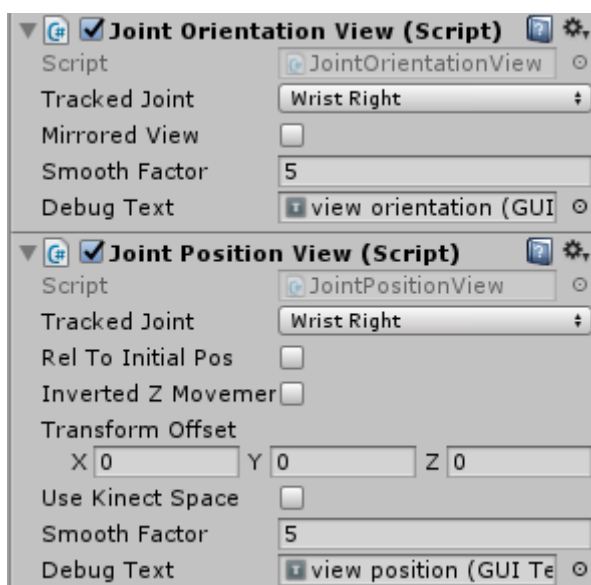 Joint Orientation View (Script)
Script JointOrientationView
Tracked Joint Wrist Right
Mirrored View
Smooth Factor 5
Debug Text view orientation (GUI
Joint Position View (Script)
Script JointPositionView
Tracked Joint Wrist Right
Rel To Initial Pos
Inverted Z Movemer
Transform Offset
X 0 Y 0 Z 0
Use Kinect Space
Smooth Factor 5
Debug Text view position (GUI Te